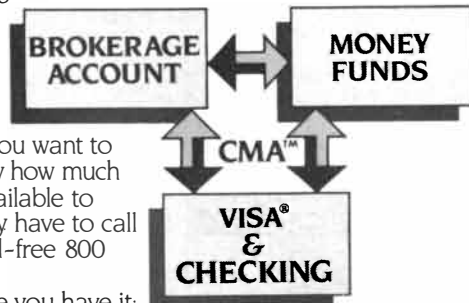 BROKERAGE
ACCOUNT
MONEY
FUNDS
CMA™
VISA®
&
CHECKING
ou want to
how much
ailable to
have to call
l-free 800
e you have it: